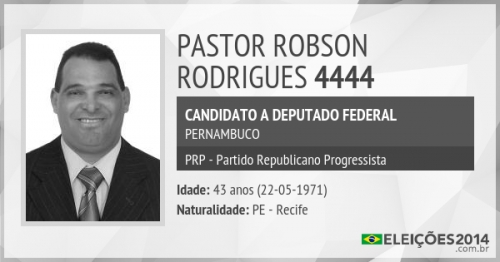 PASTOR ROBSON
RODRIGUES 4444
CANDIDATO A DEPUTADO FEDERAL
PERNAMBUCO
PRP - Partido Republicano Progressista
Idade: 43 anos (22-05-1971)
Naturalidade: PE - Recife
ELEIÇÕES2014
.com.br